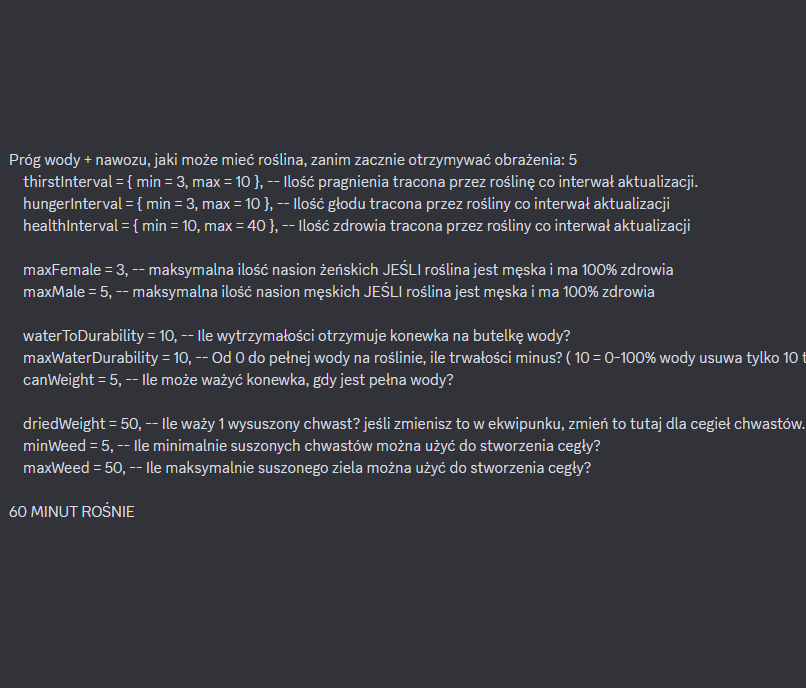 Próg wody + nawozu, jaki może mieć roślina, zanim zacznie otrzymywać obrażenia: 5
thirstInterval = { min = 3, max = 10 }, -- Ilość pragnienia tracona przez roślinę co interwał aktualizacji.
hungerInterval = { min = 3, max = 10 }, -- Ilość głodu tracona przez rośliny co interwał aktualizacji
healthInterval = { min = 10, max = 40 }, -- Ilość zdrowia tracona przez rośliny co interwał aktualizacji
maxFemale = 3, -- maksymalna ilość nasion żeńskich JEŚLI roślina jest męska i ma 100% zdrowia
maxMale = 5, -- maksymalna ilość nasion męskich JEŚLI roślina jest męska i ma 100% zdrowia
waterToDurability = 10, -- Ile wytrzymałości otrzymuje konewka na butelkę wody?
maxWaterDurability = 10, -- Od 0 do pełnej wody na roślinie, ile trwałości minus? ( 10 = 0-100% wody usuwa tylko 10 t
canWeight = 5, -- Ile może ważyć konewka, gdy jest pełna wody?
driedWeight = 50, -- Ile waży 1 wysuszony chwast? jeśli zmienisz to w ekwipunku, zmień to tutaj dla cegieł chwastów.
minWeed = 5, -- Ile minimalnie suszonych chwastów można użyć do stworzenia cegły?
maxWeed = 50, -- Ile maksymalnie suszonego ziela można użyć do stworzenia cegły?
60 MINUT ROŚNIE